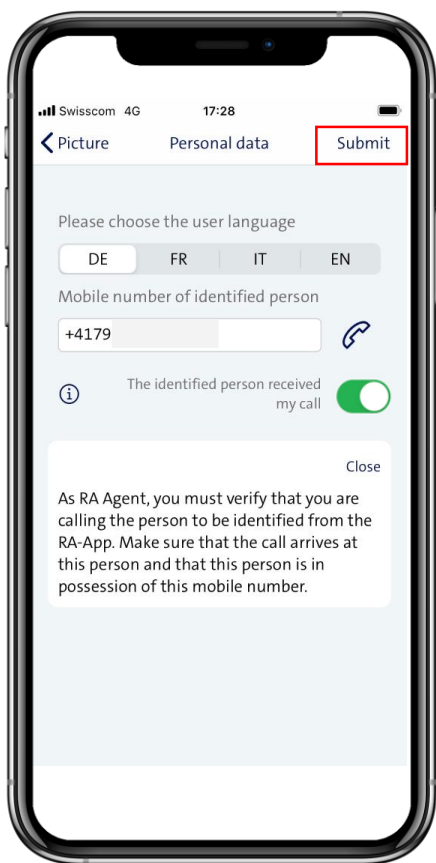 Swisscom 4G 17:28
Picture Personal data Submit
Please choose the user language
DE FR IT EN
Mobile number of identified person
+4179
The identified person received
my call
Close
As RA Agent, you must verify that you are
calling the person to be identified from the
RA-App. Make sure that the call arrives at
this person and that this person is in
possession of this mobile number.